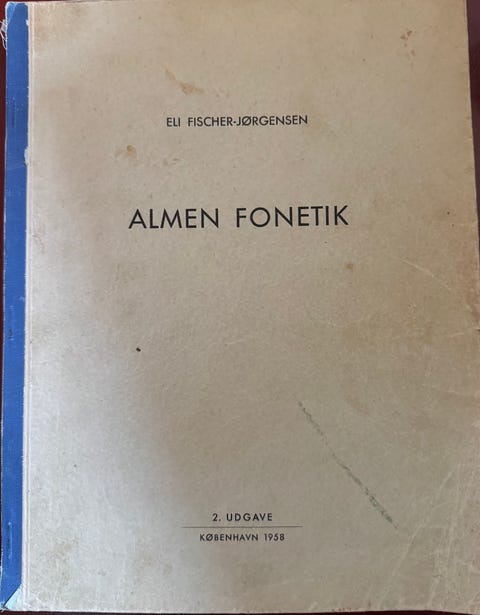 ELI FISCHER-JØRGENSEN
ALMEN FONETIK
2. UDGAVE
KØBENHAVN 1958